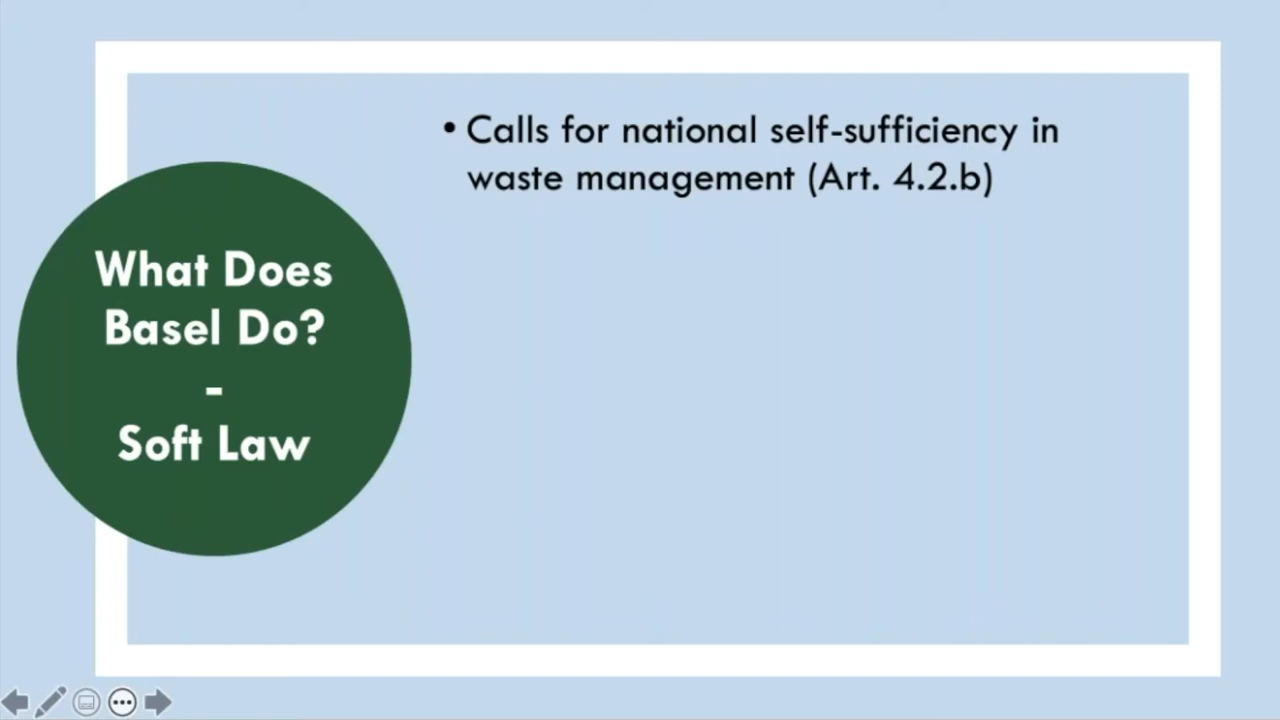 What Does
Basel Do?
-
Soft Law
• Calls for national self-sufficiency in
waste management (Art. 4.2.b)